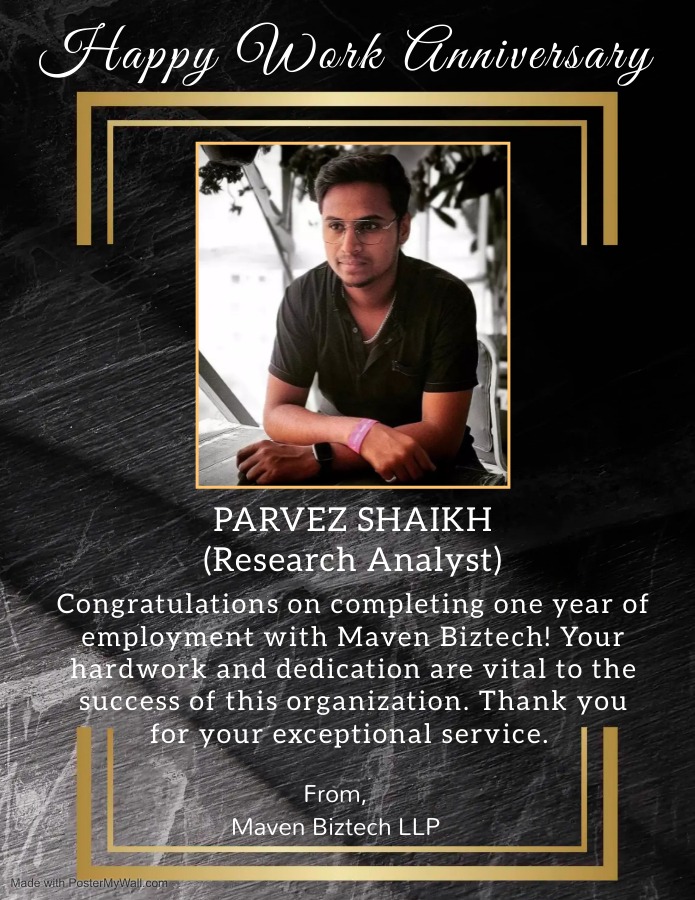 Happy Work Anniversary
PARVEZ SHAIKH
(Research Analyst)
Congratulations on completing one year of
employment with Maven Biztech! Your
hardwork and dedication are vital to the
success of this organization. Thank you
for your exceptional service.
From,
Maven Biztech LLP
Made with PosterMyWall.com